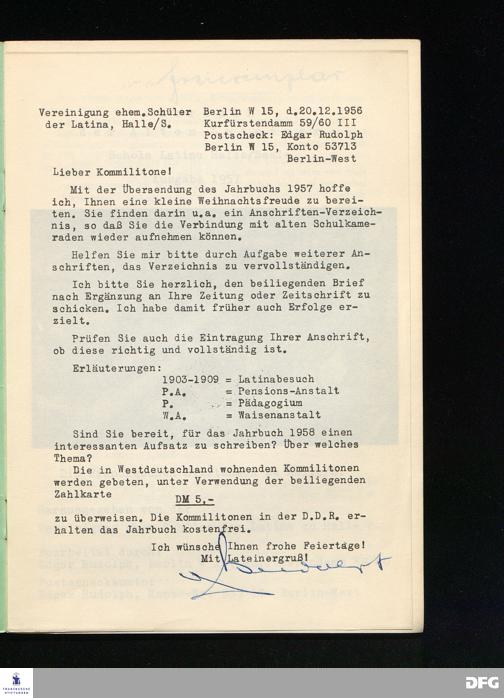 Vereinigung ehem.Schüler Berlin W 15, d.20.12.1956
der Latina, Halle/S. Kurfürstendamm 59/60 III
Postscheck: Edgar Rudolph
Berlin W 15, Konto 53713
Berlin-West
Lieber Kommilitone!
Mit der Übersendung des Jahrbuchs 1957 hoffe
ich, Ihnen eine kleine Weihnachtsfreude zu berei-
ten. Sie finden darin u.a. ein Anschriften-Verzeich-
nis, so daß Sie die Verbindung mit alten Schulkame-
raden wieder aufnehmen können.
Helfen Sie mir bitte durch Aufgabe weiterer An-
schriften, das Verzeichnis zu vervollständigen.
Ich bitte Sie herzlich, den beiliegenden Brief
nach Ergänzung an Ihre Zeitung oder Zeitschrift zu
schicken. Ich habe damit früher auch Erfolge er-
zielt.
Prüfen Sie auch die Eintragung Ihrer Anschrift,
ob diese richtig und vollständig ist.
Erläuterungen:
1903-1909 = Latinabesuch
P.A. = Pensions-Anstalt
P. = Pädagogium
W.A. = Waisenanstalt
Sind Sie bereit, für das Jahrbuch 1958 einen
interessanten Aufsatz zu schreiben? Über welches
Thema?
Die in Westdeutschland wohnenden Kommilitonen
werden gebeten, unter Verwendung der beiliegenden
Zahlkarte
DM 5,-
zu überweisen. Die Kommilitonen in der D.D.R. er-
halten das Jahrbuch kostenfrei.
Ich wünsche Ihnen frohe Feiertage!
Mit Lateinergruß!
FRANCKESCHE
STIFTUNGEN
DFG